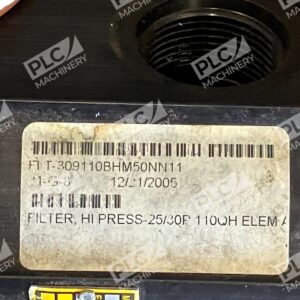 PLC
MACHINERY
FLT-309110BHM50NN11
12/21/2005
FILTER, HI PRESS-25/30P 110QH ELEM A